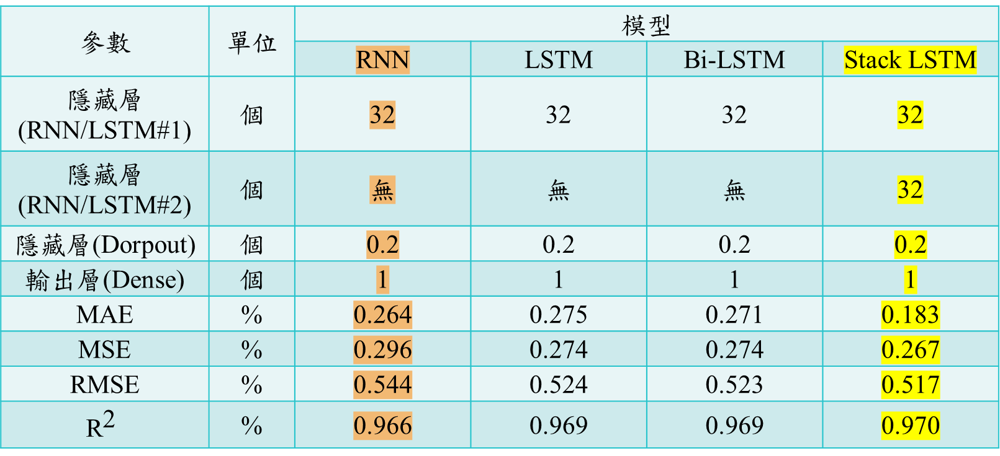 參數 單位 模型
RNN LSTM Bi-LSTM Stack LSTM
隱藏層
(RNN/LSTM#1) 個 32 32 32 32
隱藏層
(RNN/LSTM#2) 個 無 無 無 32
隱藏層(Dorpout) 個 0.2 0.2 0.2 0.2
輸出層(Dense) 個 1 1 1 1
MAE % 0.264 0.275 0.271 0.183
MSE % 0.296 0.274 0.274 0.267
RMSE % 0.544 0.524 0.523 0.517
R2 % 0.966 0.969 0.969 0.970